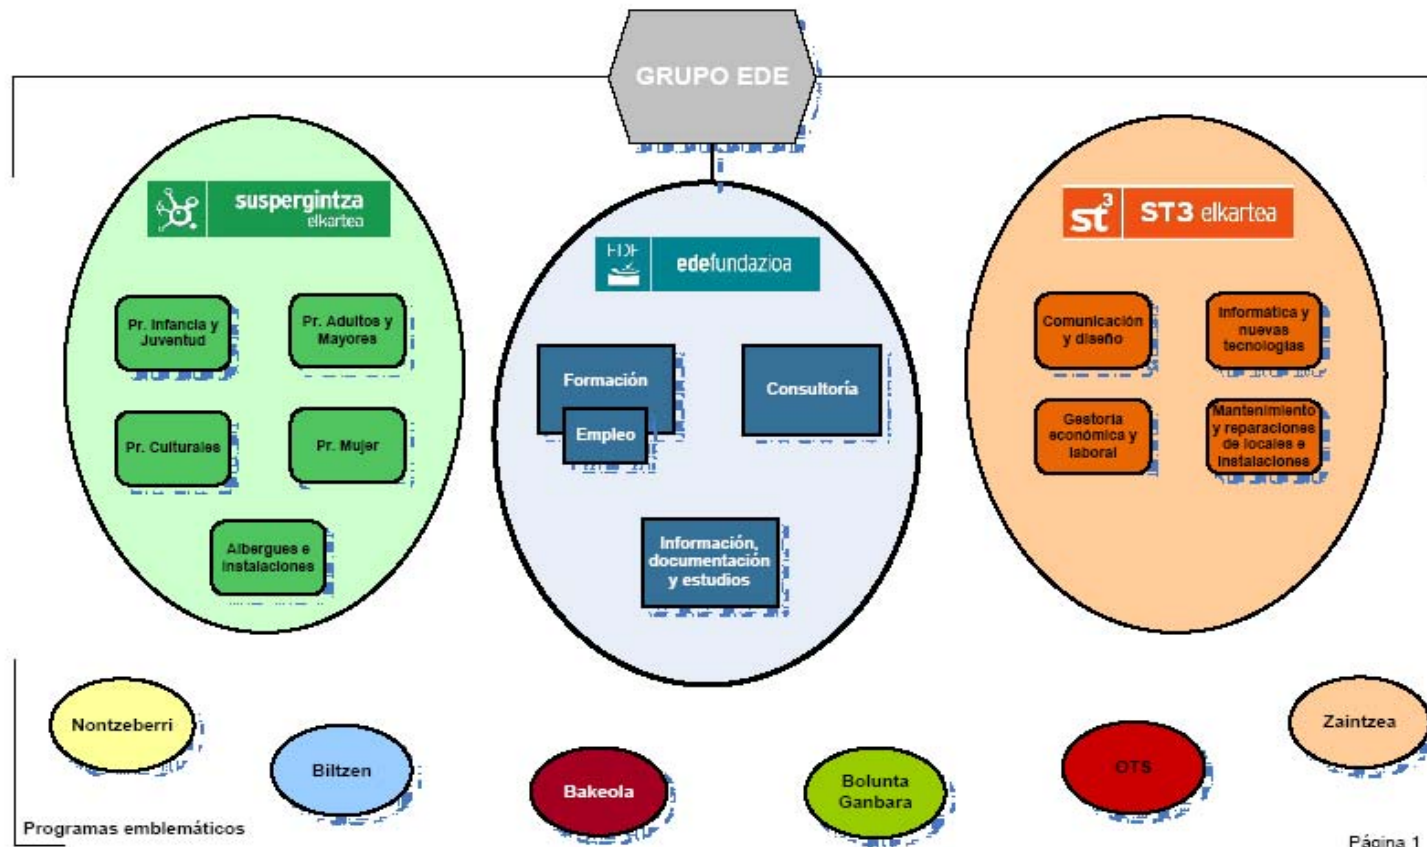 GRUPO EDE
suspergintza
elkartea
Pr. Infancia y
Juventud
Pr. Adultos y
Mayores
Pr. Culturales
Pr. Mujer
Albergues e
instalaciones
EDE
edefundazioa
Formación
Empleo
Consultoría
Información,
documentación
y estudios
st3
ST3 elkartea
Comunicación
y diseño
Informática y
nuevas
tecnologías
Gestoría
económica y
laboral
Mantenimiento
y reparaciones
de locales e
instalaciones
Nontzeberri
Biltzen
Bakeola
Bolunta
Ganbara
OTS
Zaintzea
Programas emblemáticos
Página 1